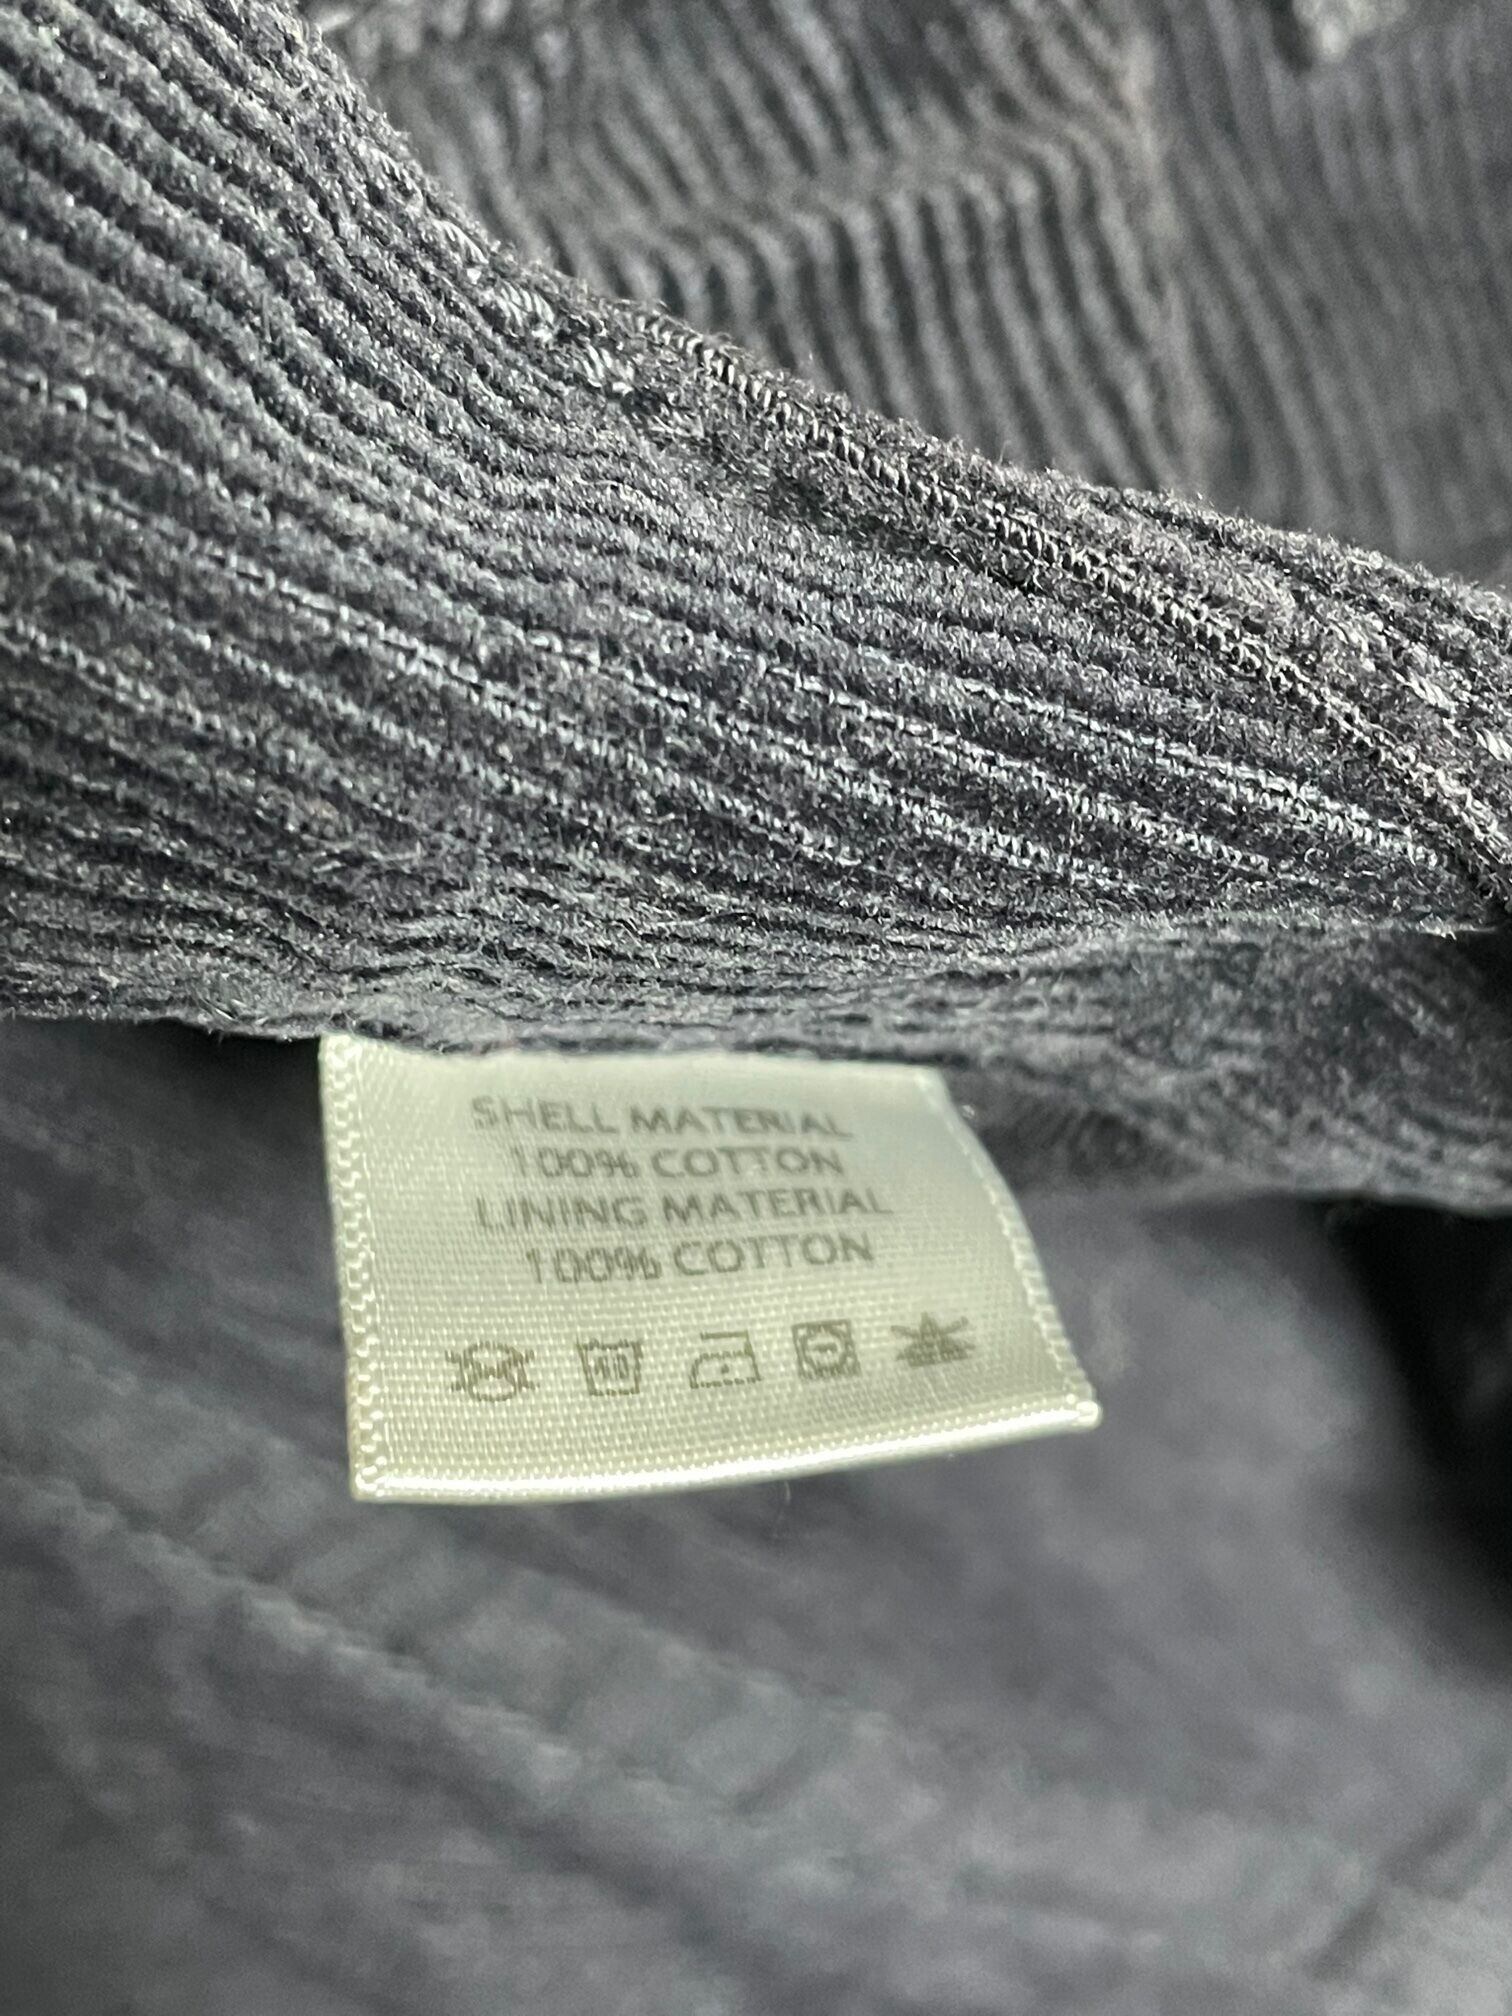 SHELL MATERIAL
100% COTTON
LINING MATERIAL
100% COTTON